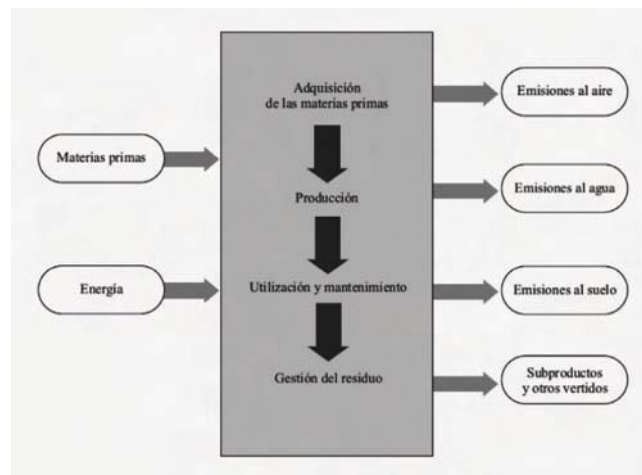 Materias primas
Energía
Adquisición
de las materias primas
Producción
Utilización y mantenimiento
Gestión del residuo
Emisiones al aire
Emisiones al agua
Emisiones al suelo
Subproductos
y otros vertidos